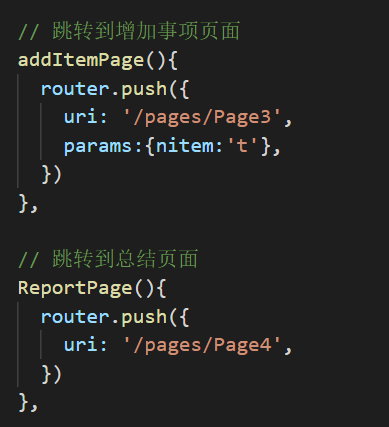 // 跳转到增加事项页面
addItemPage(){
router.push({
uri: '/pages/Page3',
params:{nitem:'t'},
})
},
// 跳转到总结页面
ReportPage(){
router.push({
uri: '/pages/Page4',
})
},